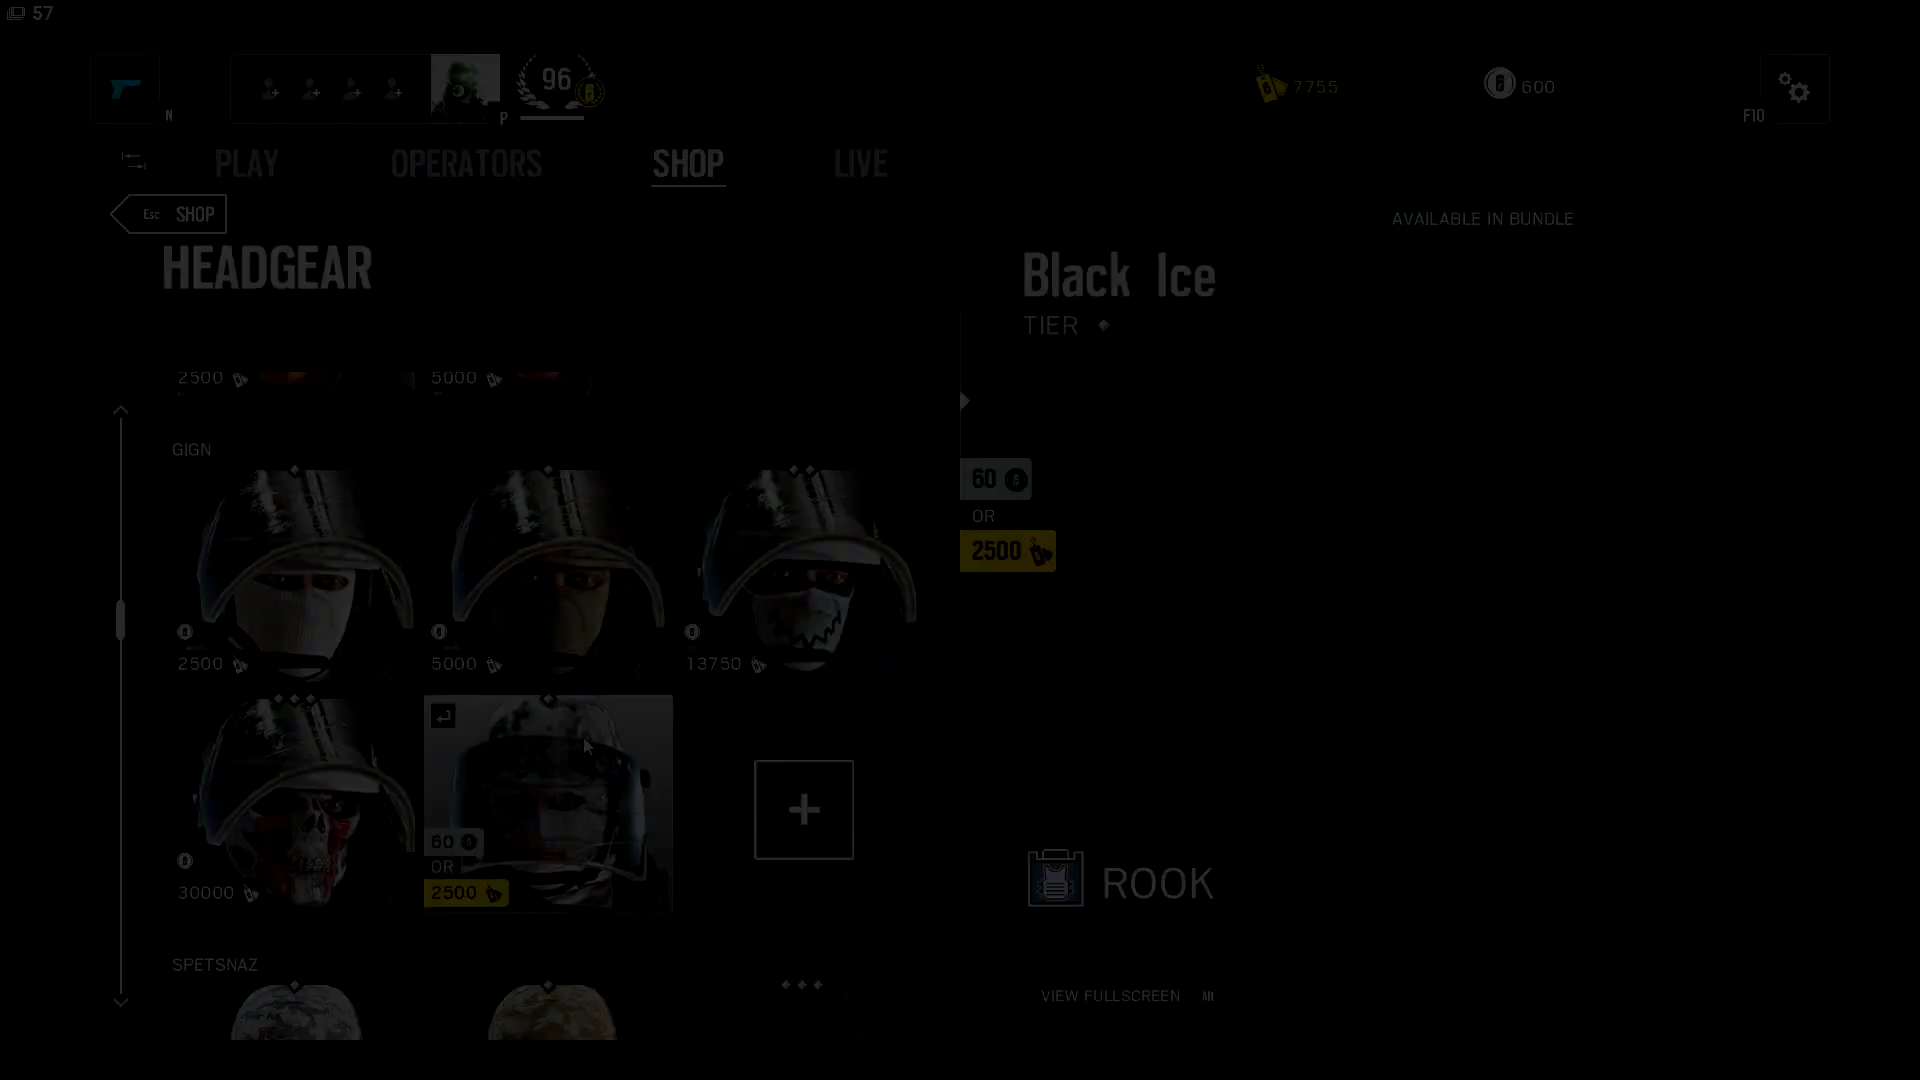 57
N
P
96
7755
600
F10
PLAY OPERATORS SHOP LIVE
Esc SHOP
AVAILABLE IN BUNDLE
HEADGEAR
Black Ice
TIER
2500 5000
GIGN
60
OR
2500
2500 5000 13750
60
OR
30000 2500
ROOK
SPETSNAZ
VIEW FULLSCREEN Alt